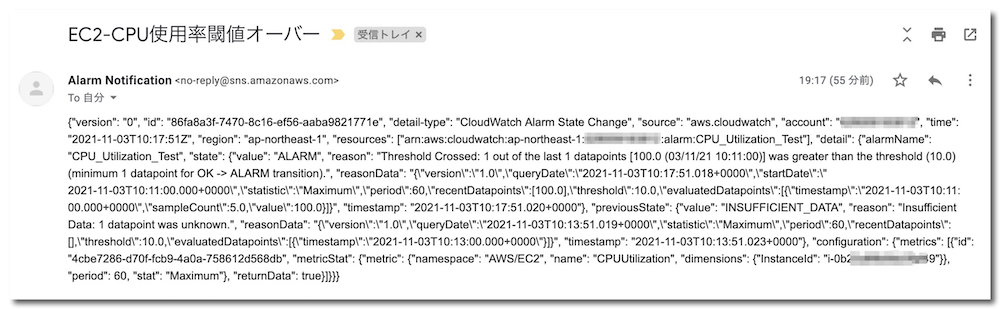 EC2-CPU使用率閾値オーバー 受信トレイ ×
Alarm Notification <no-reply@sns.amazonaws.com> 19:17 (55 分前)
To 自分
{"version": "0", "id": "86fa8a3f-7470-8c16-ef56-aaba9821771e", "detail-type": "CloudWatch Alarm State Change", "source": "aws.cloudwatch", "account": " ", "time":
"2021-11-03T10:17:51Z", "region": "ap-northeast-1", "resources": ["arn:aws:cloudwatch:ap-northeast-1: :alarm:CPU_Utilization_Test"], "detail": {"alarmName":
"CPU_Utilization_Test", "state": {"value": "ALARM", "reason": "Threshold Crossed: 1 out of the last 1 datapoints [100.0 (03/11/21 10:11:00)] was greater than the threshold (10.0)
(minimum 1 datapoint for OK -> ALARM transition).", "reasonData": "{\"version\":\"1.0\",\"queryDate\":\"2021-11-03T10:17:51.018+0000\",\"startDate\":\"
2021-11-03T10:11:00.000+0000\",\"statistic\":\"Maximum\",\"period\":60,\"recentDatapoints\":[100.0],\"threshold\":10.0,\"evaluatedDatapoints\":[{\"timestamp\":\"2021-11-03T10:11:
00.000+0000\",\"sampleCount\":5.0,\"value\":100.0}]}", "timestamp": "2021-11-03T10:17:51.020+0000"}, "previousState": {"value": "INSUFFICIENT_DATA", "reason": "Insufficient
Data: 1 datapoint was unknown.", "reasonData": "{\"version\":\"1.0\",\"queryDate\":\"2021-11-03T10:13:51.019+0000\",\"statistic\":\"Maximum\",\"period\":60,\"recentDatapoints\":
[],\"threshold\":10.0,\"evaluatedDatapoints\":[{\"timestamp\":\"2021-11-03T10:13:00.000+0000\"}]}", "timestamp": "2021-11-03T10:13:51.023+0000"}, "configuration": {"metrics": [{"id":
"4cbe7286-d70f-fcb9-4a0a-758612d568db", "metricStat": {"metric": {"namespace": "AWS/EC2", "name": "CPUUtilization", "dimensions": {"InstanceId": "i-0b2 9"}},
"period": 60, "stat": "Maximum"}, "returnData": true}]}}}